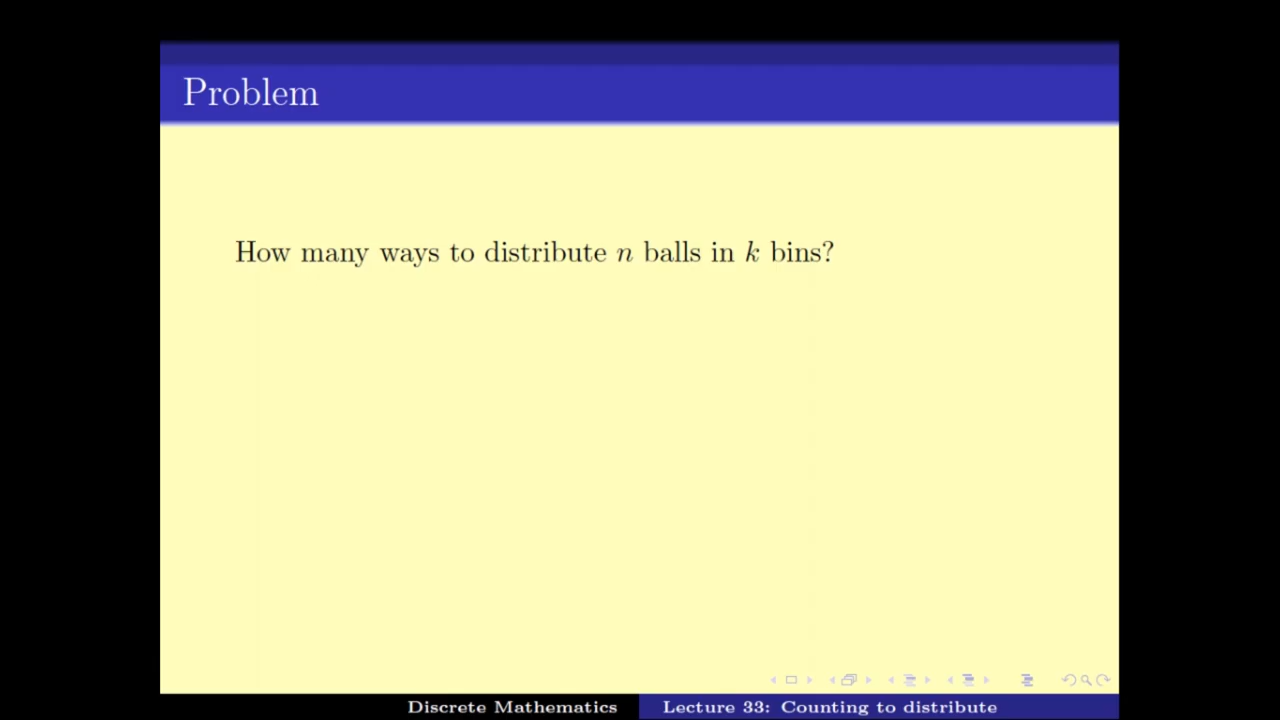 Problem
How many ways to distribute n balls in k bins?
Discrete Mathematics
Lecture 33: Counting to distribute